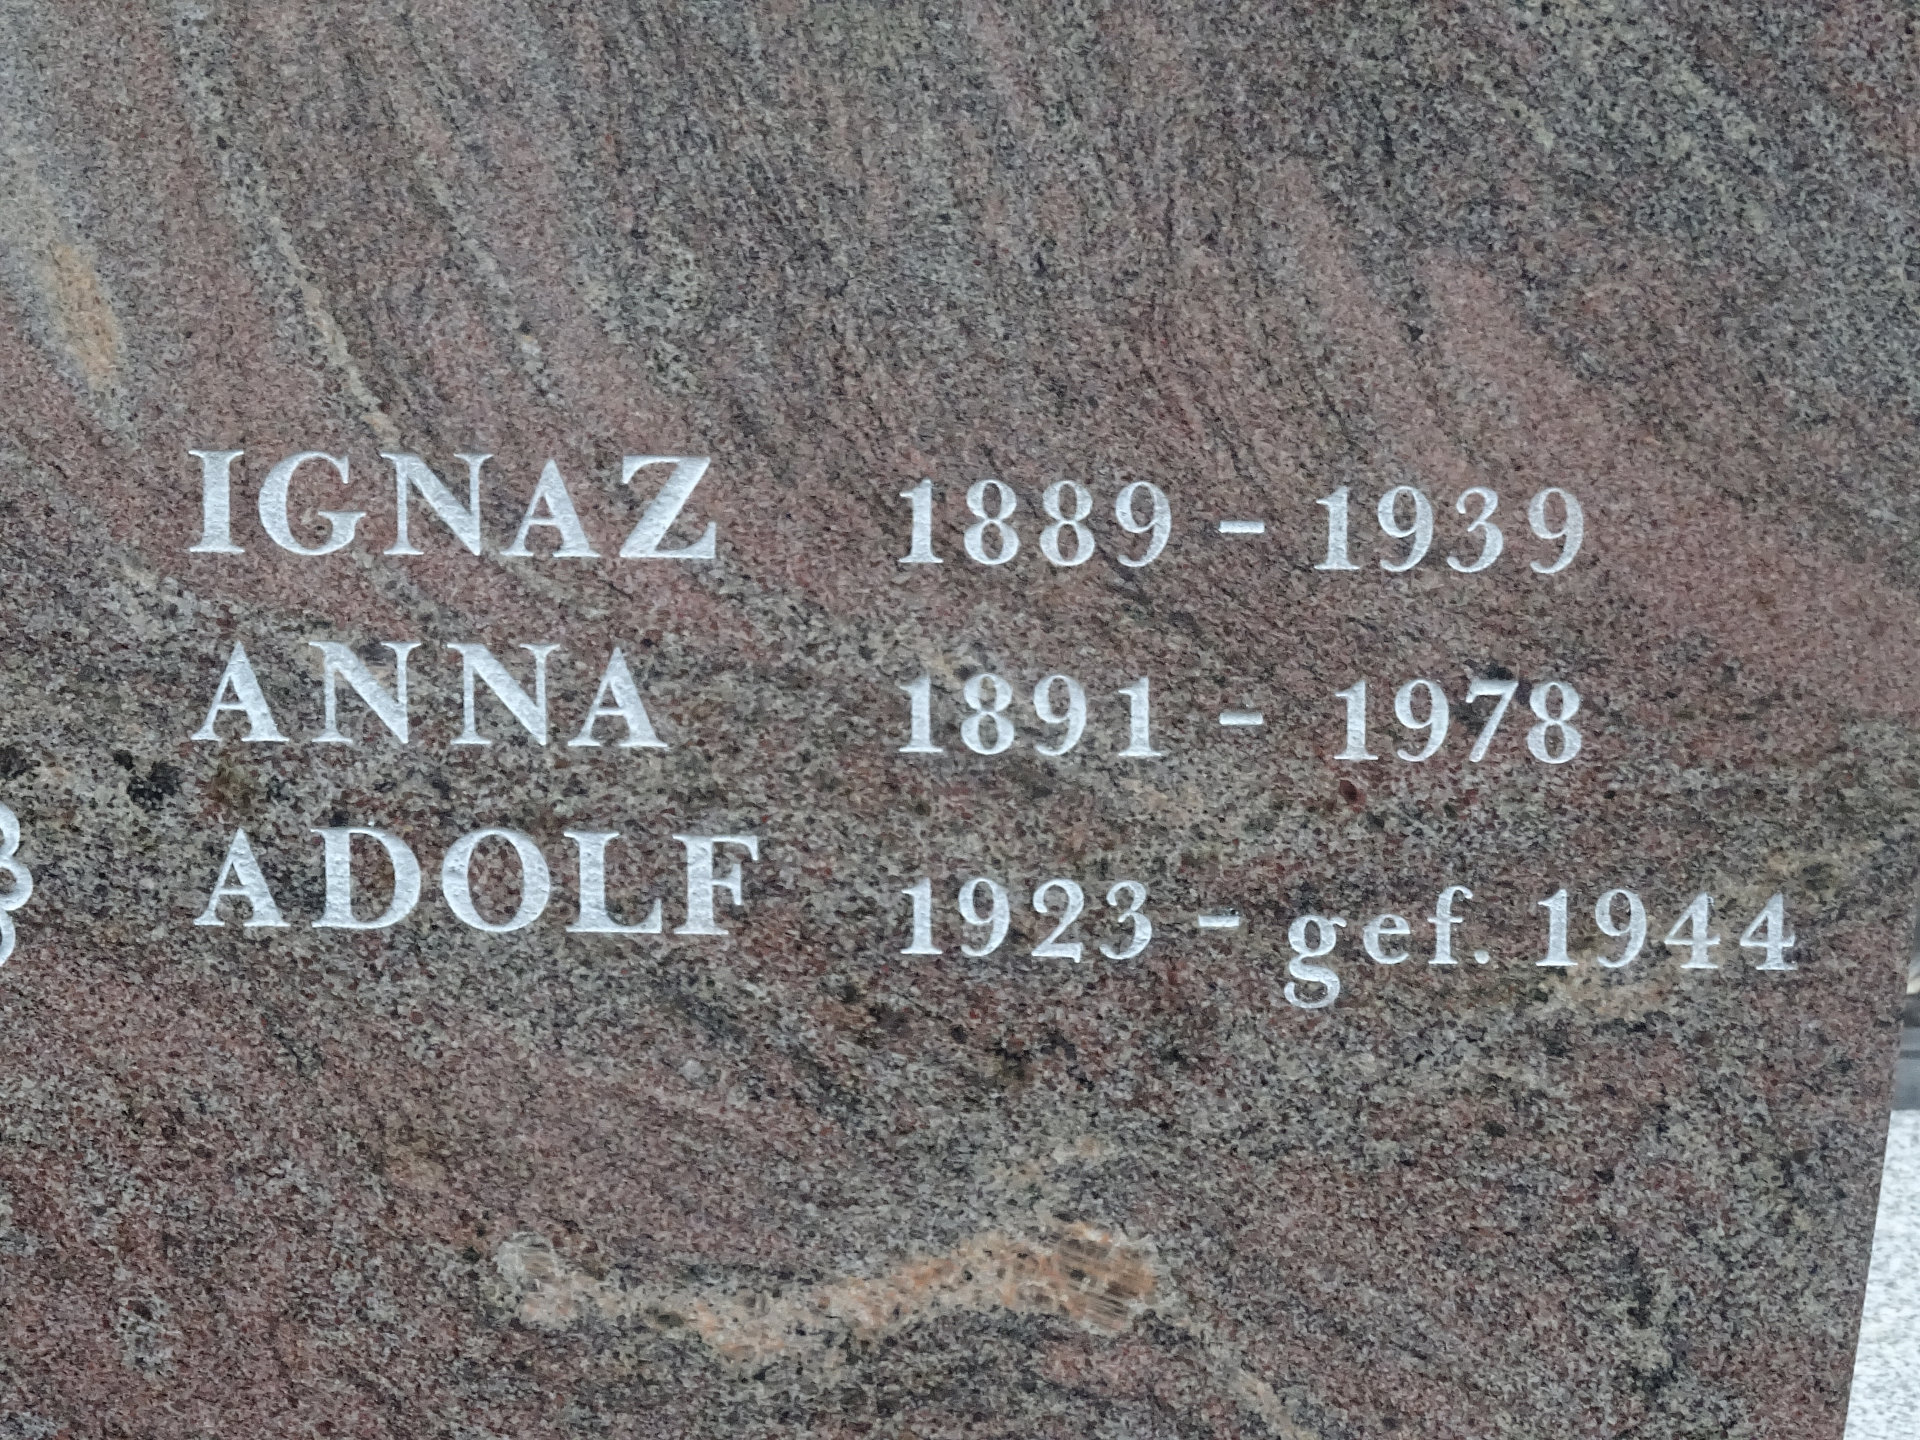 IGNAZ 1889 - 1939
ANNA 1891 - 1978
ADOLF 1923 - gef. 1944